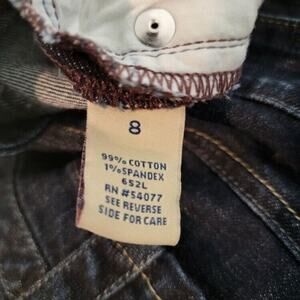 8
99% COTTON
1% SPANDEX
652L
RN #54077
SEE REVERSE
SIDE FOR CARE